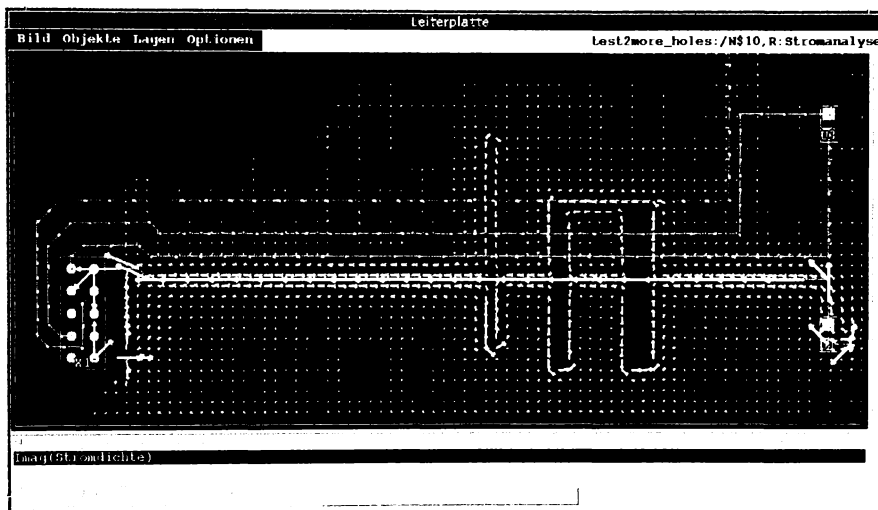 Leiterplatte
Bild Objekte Lagen Optionen
test2more_holes:/N$10,R:Stromanalyse
Imag(Stromdichte)